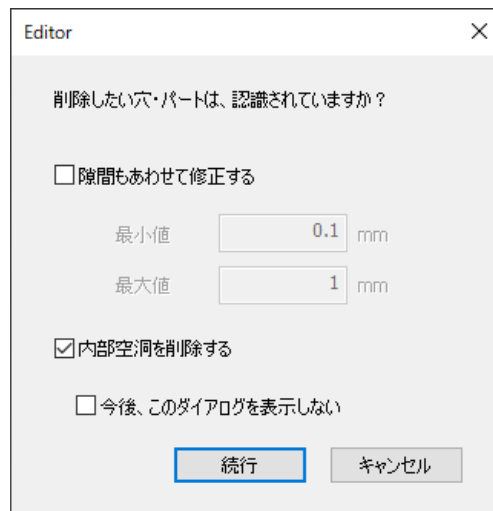 Editor
削除したい穴・パートは、認識されていますか？
隙間もあわせて修正する
最小値 0.1 mm
最大値 1 mm
内部空洞を削除する
今後、このダイアログを表示しない
続行 キャンセル